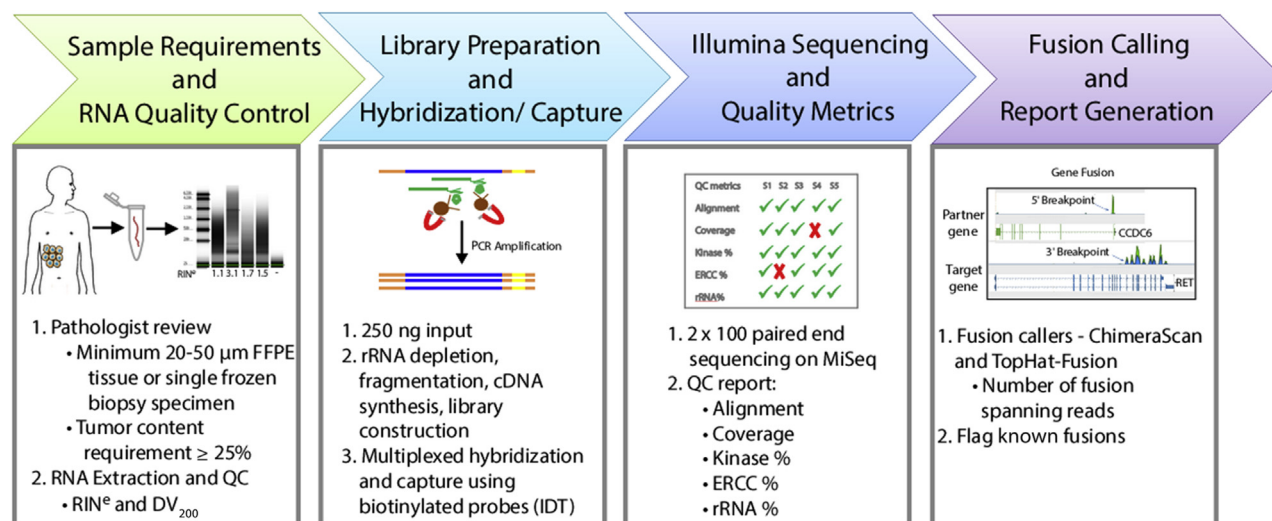 Sample Requirements
and
RNA Quality Control
Library Preparation
and
Hybridization/ Capture
Illumina Sequencing
and
Quality Metrics
Fusion Calling
and
Report Generation
RINe 1.1 3.1 1.7 1.5 -
1. Pathologist review
• Minimum 20-50 µm FFPE
tissue or single frozen
biopsy specimen
• Tumor content
requirement ≥ 25%
2. RNA Extraction and QC
• RINe and DV200
PCR Amplification
1. 250 ng input
2. rRNA depletion,
fragmentation, cDNA
synthesis, library
construction
3. Multiplexed hybridization
and capture using
biotinylated probes (IDT)
QC metrics S1 S2 S3 S4 S5
Alignment
Coverage
Kinase %
ERCC %
rRNA%
1. 2 x 100 paired end
sequencing on MiSeq
2. QC report:
• Alignment
• Coverage
• Kinase %
• ERCC %
• rRNA %
Gene Fusion
5' Breakpoint
Partner
gene
CCDC6
3' Breakpoint
Target
gene
RET
1. Fusion callers - ChimeraScan
and TopHat-Fusion
• Number of fusion
spanning reads
2. Flag known fusions